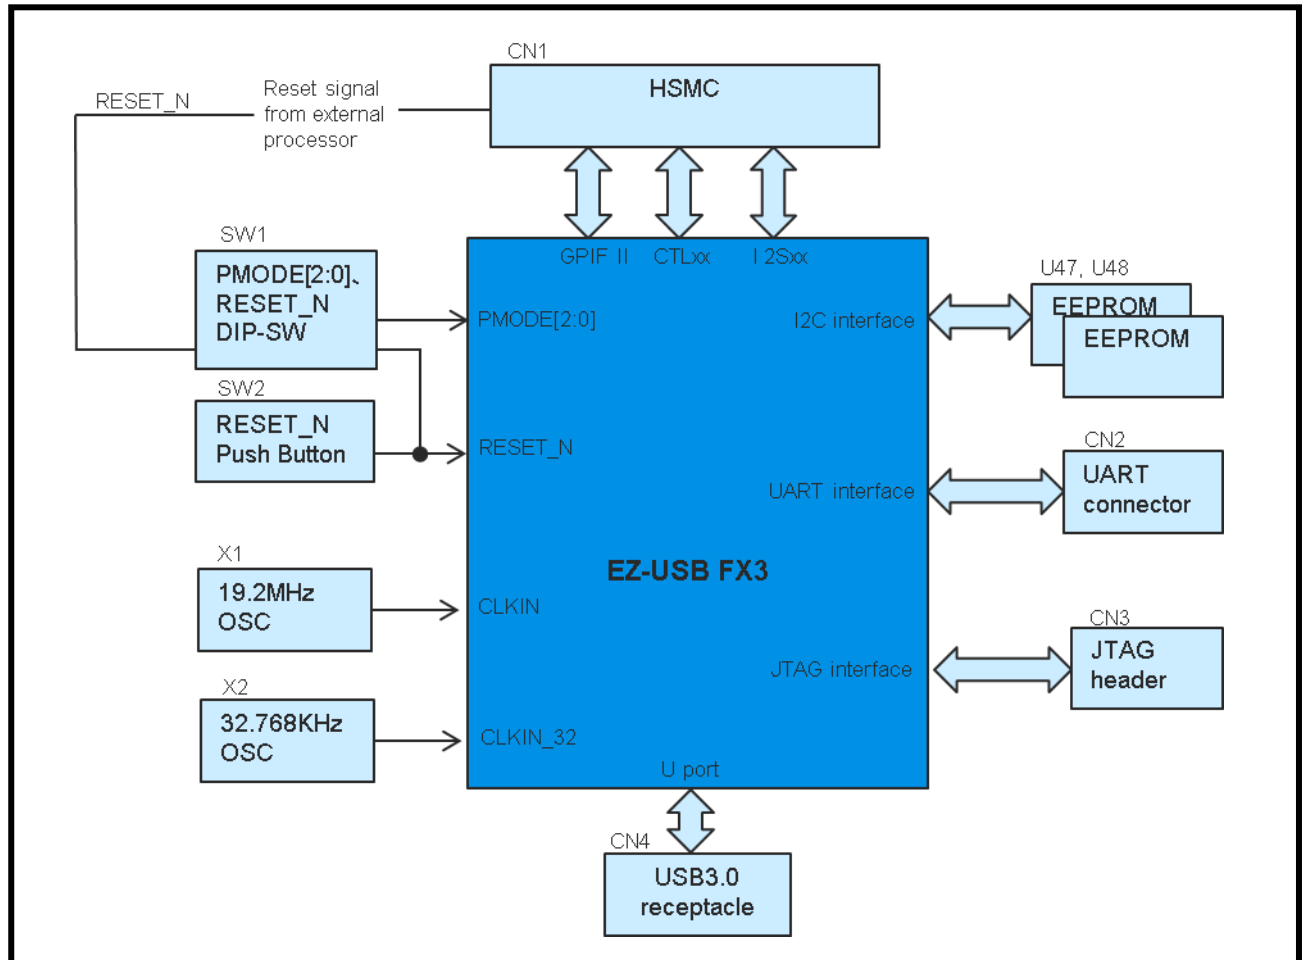 CN1
HSMC
RESET_N
Reset signal
from external
processor
SW1
PMODE[2:0]、
RESET_N
DIP-SW
SW2
RESET_N
Push Button
X1
19.2MHz
OSC
X2
32.768KHz
OSC
GPIF II
CTLxx
I 2Sxx
PMODE[2:0]
I2C interface
RESET_N
UART interface
EZ-USB FX3
CLKIN
JTAG interface
CLKIN_32
U port
U47, U48
EEPROM
EEPROM
CN2
UART
connector
CN3
JTAG
header
CN4
USB3.0
receptacle